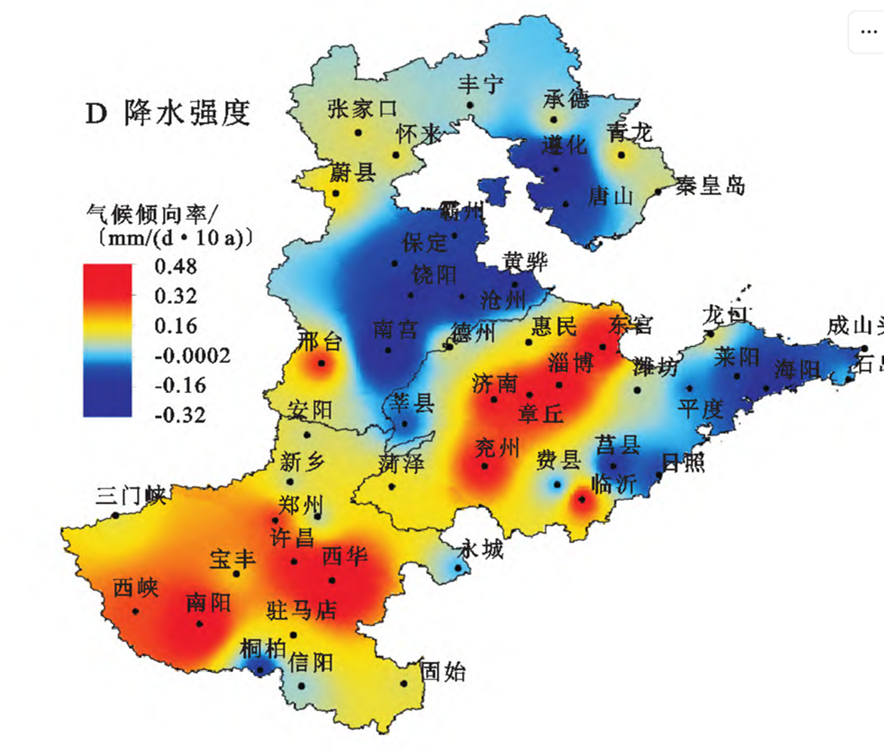 丰宁
D 降水强度
张家口
承德
怀来
青龙
遵化
蔚县
秦皇岛
唐山
气候倾向率/
霸州
〔mm/(d·10 a)〕
保定
黄骅
0.48
饶阳
沧州
0.32
龙口
0.16
南宫
德州
惠民
东营
成山头
邢台
-0.0002
淄博
潍坊
莱阳
石岛
海阳
-0.16
济南
章丘
平度
莘县
安阳
-0.32
兖州
莒县
新乡
菏泽
费县
日照
临沂
三门峡
郑州
许昌
永城
宝丰
西华
西峡
南阳
驻马店
桐柏
信阳
固始
…